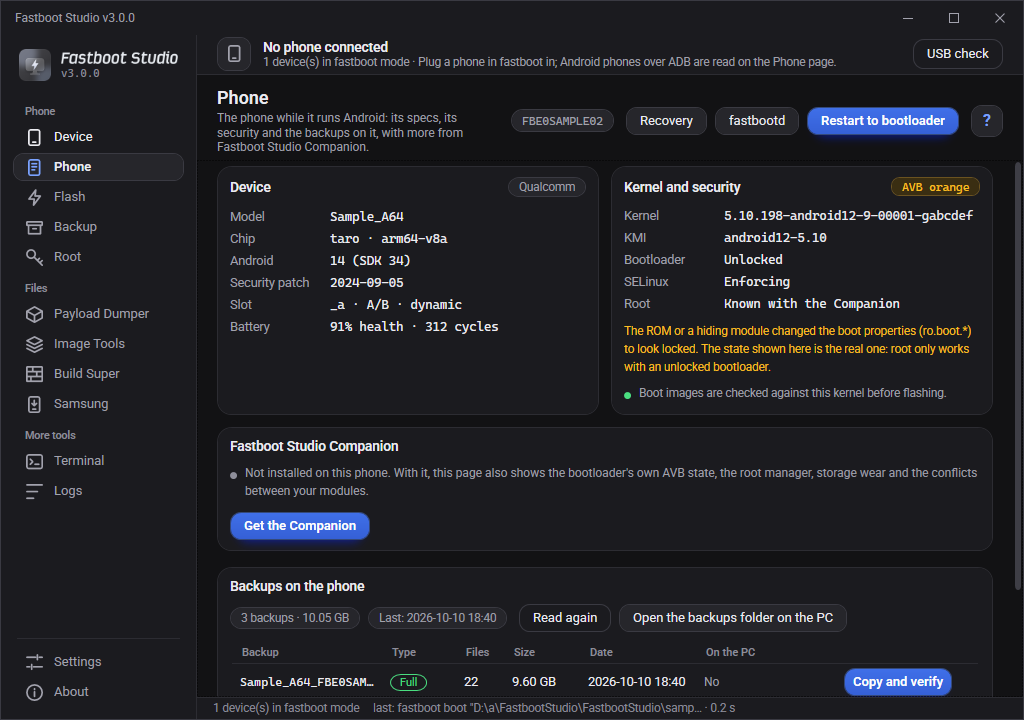 Fastboot Studio v3.0.0
Fastboot Studio
v3.0.0
Phone
Device
Phone
Flash
Backup
Root
Files
Payload Dumper
Image Tools
Build Super
Samsung
More tools
Terminal
Logs
Settings
About
No phone connected
1 device(s) in fastboot mode · Plug a phone in fastboot in; Android phones over ADB are read on the Phone page.
USB check
Phone
The phone while it runs Android: its specs, its
security and the backups on it, with more from
Fastboot Studio Companion.
FBE0SAMPLE02
Recovery
fastbootd
Restart to bootloader
?
Device
Qualcomm
Model Sample_A64
Chip taro · arm64-v8a
Android 14 (SDK 34)
Security patch 2024-09-05
Slot _a · A/B · dynamic
Battery 91% health · 312 cycles
Kernel and security
AVB orange
Kernel 5.10.198-android12-9-00001-gabcdef
KMI android12-5.10
Bootloader Unlocked
SELinux Enforcing
Root Known with the Companion
The ROM or a hiding module changed the boot properties (ro.boot.*)
to look locked. The state shown here is the real one: root only works
with an unlocked bootloader.
Boot images are checked against this kernel before flashing.
Fastboot Studio Companion
Not installed on this phone. With it, this page also shows the bootloader's own AVB state, the root manager, storage wear and the conflicts
between your modules.
Get the Companion
Backups on the phone
3 backups · 10.05 GB
Last: 2026-10-10 18:40
Read again
Open the backups folder on the PC
Backup Type Files Size Date On the PC
Sample_A64_FBE0SAM… Full 22 9.60 GB 2026-10-10 18:40 No Copy and verify
1 device(s) in fastboot mode last: fastboot boot "D:\a\FastbootStudio\FastbootStudio\samp… · 0.2 s